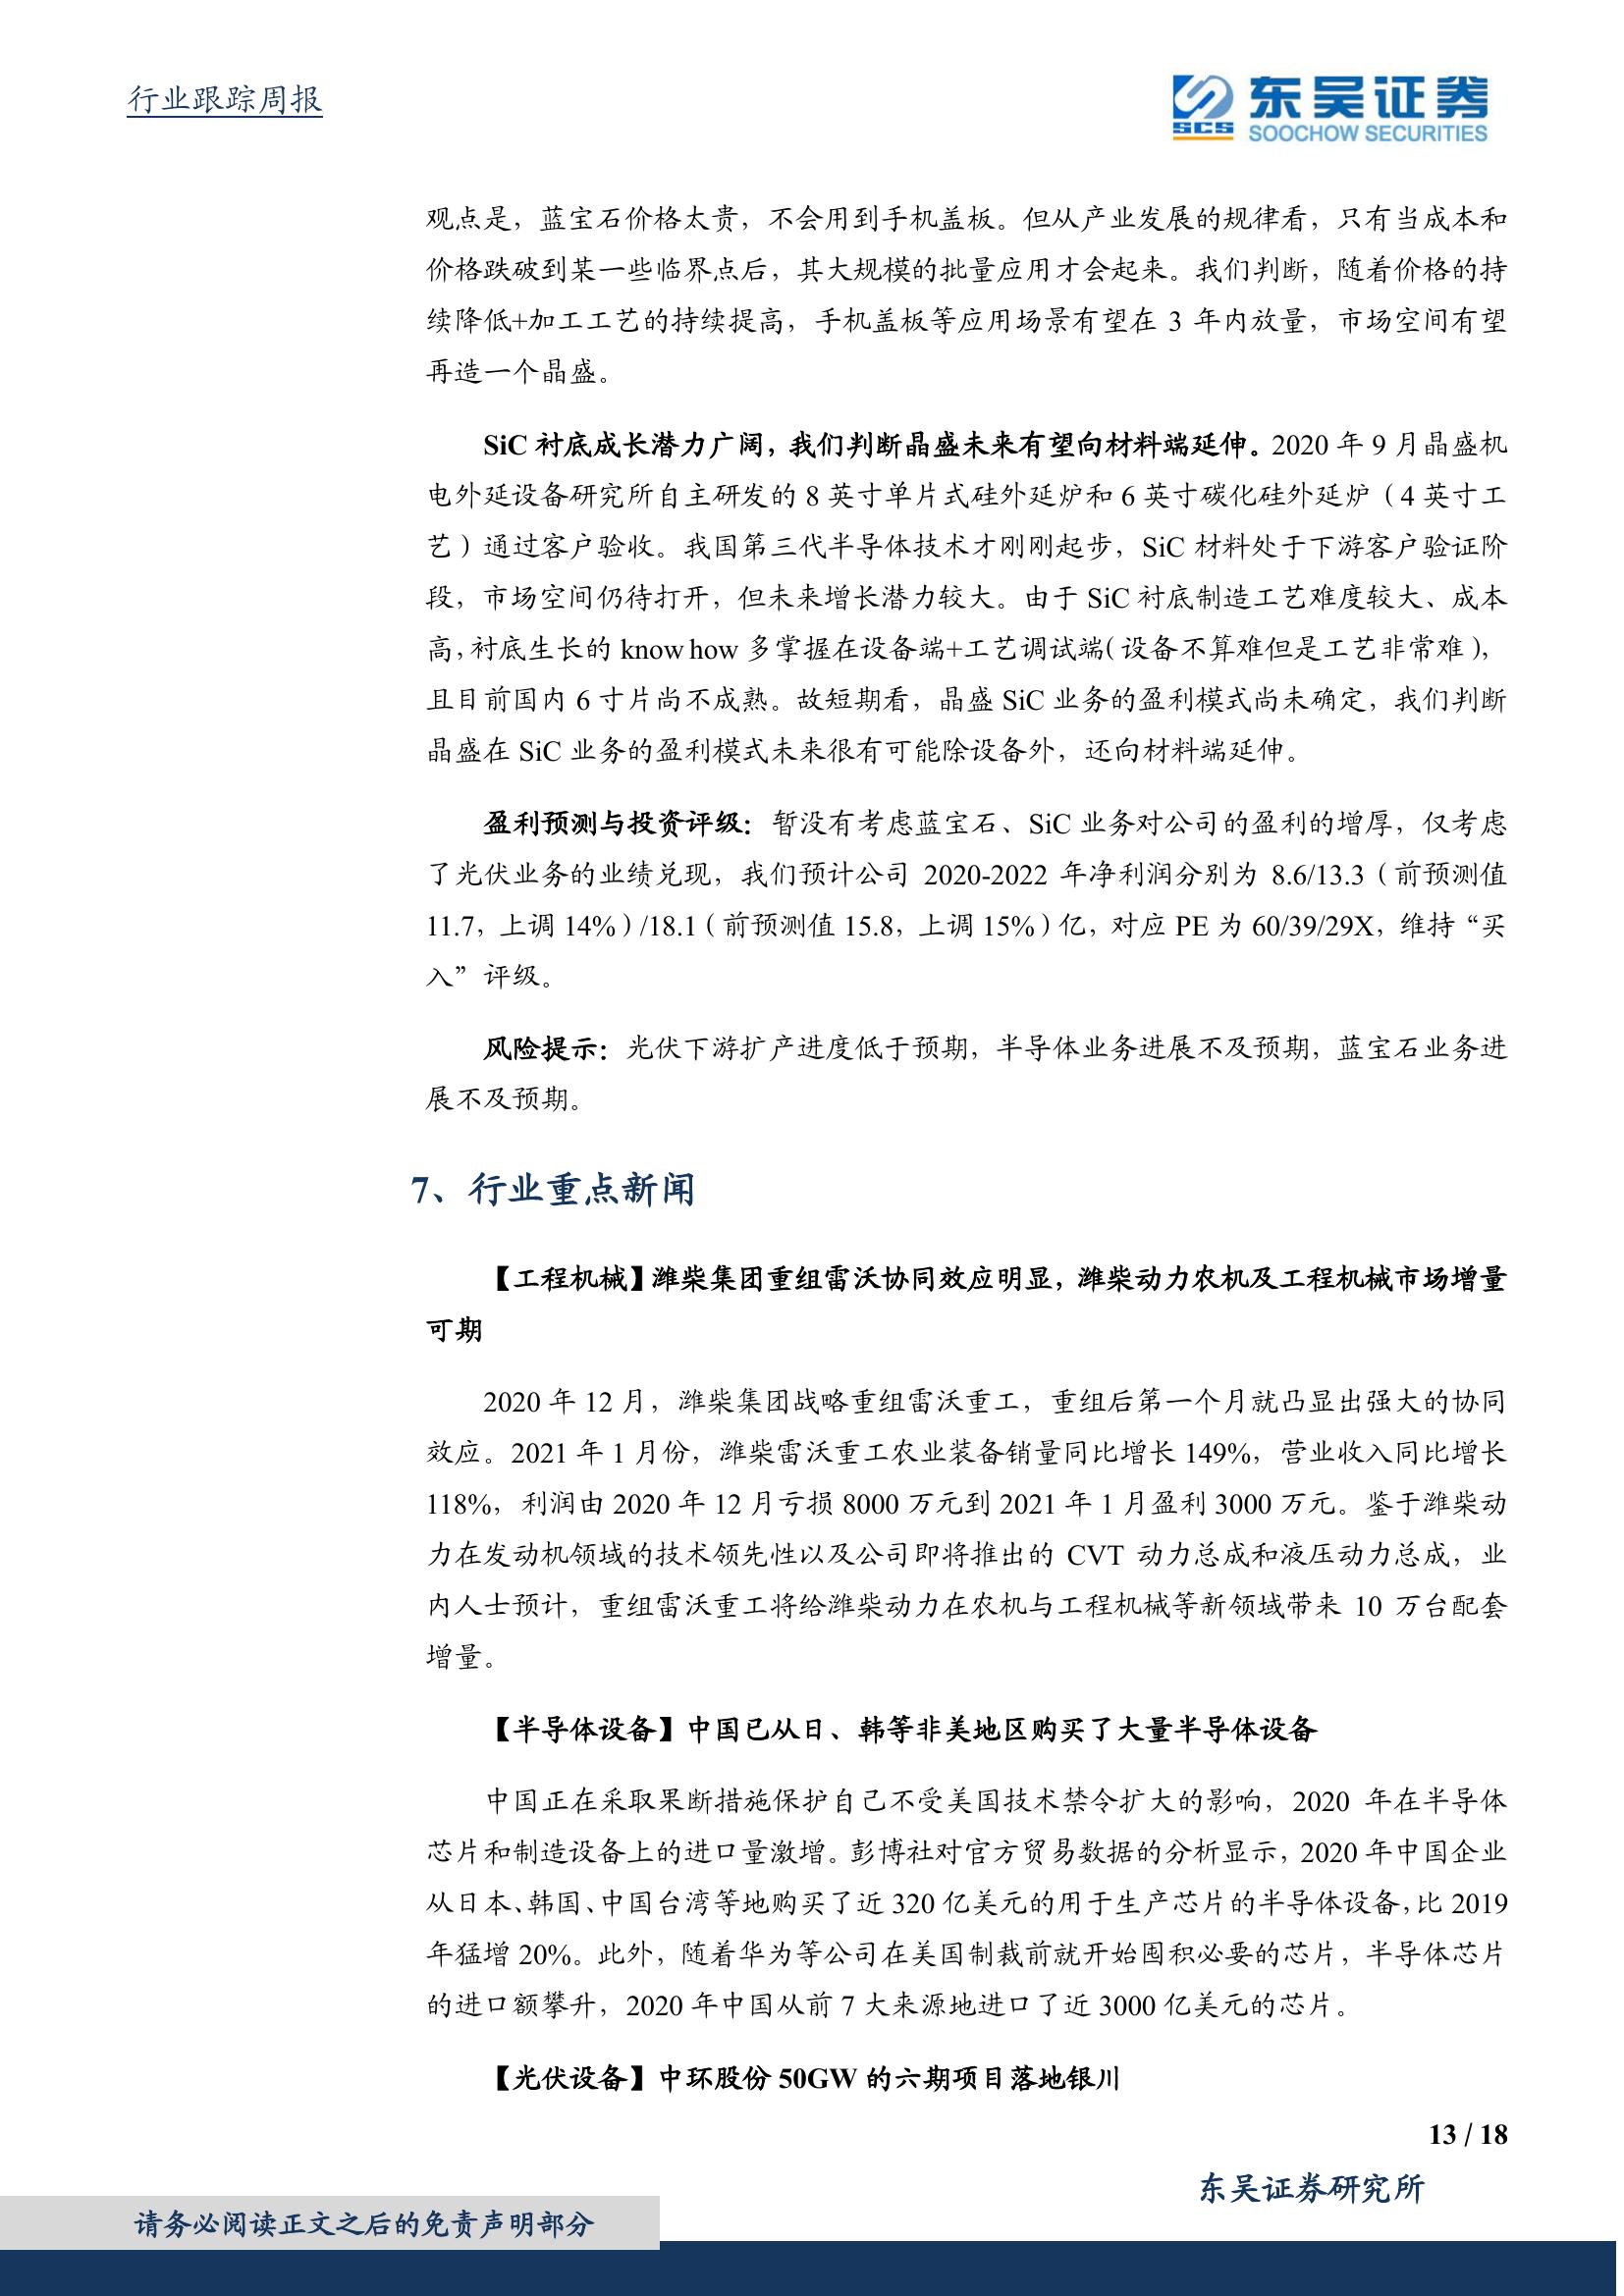 行业跟踪周报
SCS
东吴证券
SOOCHOW SECURITIES
观点是，蓝宝石价格太贵，不会用到手机盖板。但从产业发展的规律看，只有当成本和
价格跌破到某一些临界点后，其大规模的批量应用才会起来。我们判断，随着价格的持
续降低+加工工艺的持续提高，手机盖板等应用场景有望在 3 年内放量，市场空间有望
再造一个晶盛。
SiC 衬底成长潜力广阔，我们判断晶盛未来有望向材料端延伸。2020 年 9 月晶盛机
电外延设备研究所自主研发的 8 英寸单片式硅外延炉和 6 英寸碳化硅外延炉（4 英寸工
艺）通过客户验收。我国第三代半导体技术才刚刚起步，SiC 材料处于下游客户验证阶
段，市场空间仍待打开，但未来增长潜力较大。由于 SiC 衬底制造工艺难度较大、成本
高，衬底生长的 know how 多掌握在设备端+工艺调试端（设备不算难但是工艺非常难），
且目前国内 6 寸片尚不成熟。故短期看，晶盛 SiC 业务的盈利模式尚未确定，我们判断
晶盛在 SiC 业务的盈利模式未来很有可能除设备外，还向材料端延伸。
盈利预测与投资评级：暂没有考虑蓝宝石、SiC 业务对公司的盈利的增厚，仅考虑
了光伏业务的业绩兑现，我们预计公司 2020-2022 年净利润分别为 8.6/13.3（前预测值
11.7，上调 14%）/18.1（前预测值 15.8，上调 15%）亿，对应 PE 为 60/39/29X，维持“买
入”评级。
风险提示：光伏下游扩产进度低于预期，半导体业务进展不及预期，蓝宝石业务进
展不及预期。
7、行业重点新闻
【工程机械】潍柴集团重组雷沃协同效应明显，潍柴动力农机及工程机械市场增量
可期
2020 年 12 月，潍柴集团战略重组雷沃重工，重组后第一个月就凸显出强大的协同
效应。2021 年 1 月份，潍柴雷沃重工农业装备销量同比增长 149%，营业收入同比增长
118%，利润由 2020 年 12 月亏损 8000 万元到 2021 年 1 月盈利 3000 万元。鉴于潍柴动
力在发动机领域的技术领先性以及公司即将推出的 CVT 动力总成和液压动力总成，业
内人士预计，重组雷沃重工将给潍柴动力在农机与工程机械等新领域带来 10 万台配套
增量。
【半导体设备】中国已从日、韩等非美地区购买了大量半导体设备
中国正在采取果断措施保护自己不受美国技术禁令扩大的影响，2020 年在半导体
芯片和制造设备上的进口量激增。彭博社对官方贸易数据的分析显示，2020 年中国企业
从日本、韩国、中国台湾等地购买了近 320 亿美元的用于生产芯片的半导体设备，比 2019
年猛增 20%。此外，随着华为等公司在美国制裁前就开始囤积必要的芯片，半导体芯片
的进口额攀升，2020 年中国从前 7 大来源地进口了近 3000 亿美元的芯片。
【光伏设备】中环股份 50GW 的六期项目落地银川
13 / 18
东吴证券研究所
请务必阅读正文之后的免责声明部分